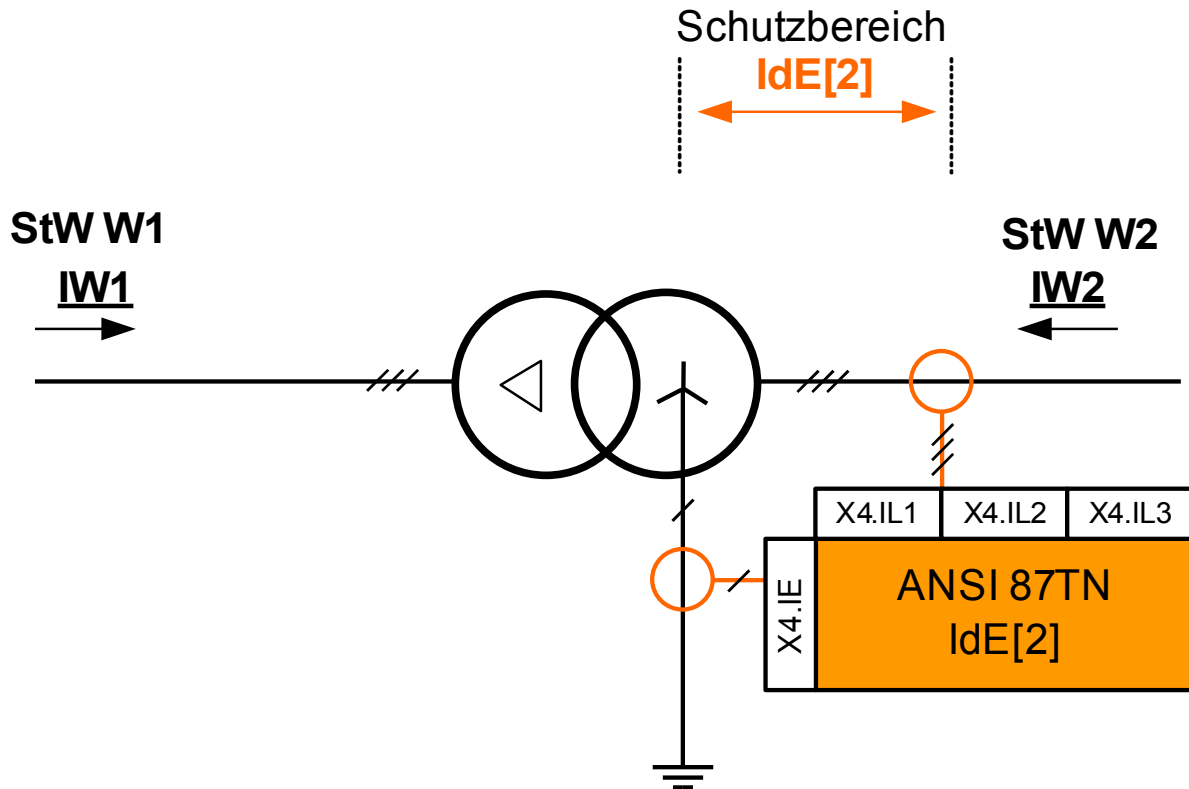 Schutzbereich
IdE[2]
StW W1
IW1
StW W2
IW2
X4.IL1
X4.IL2
X4.IL3
X4.IE
ANSI 87TN
IdE[2]